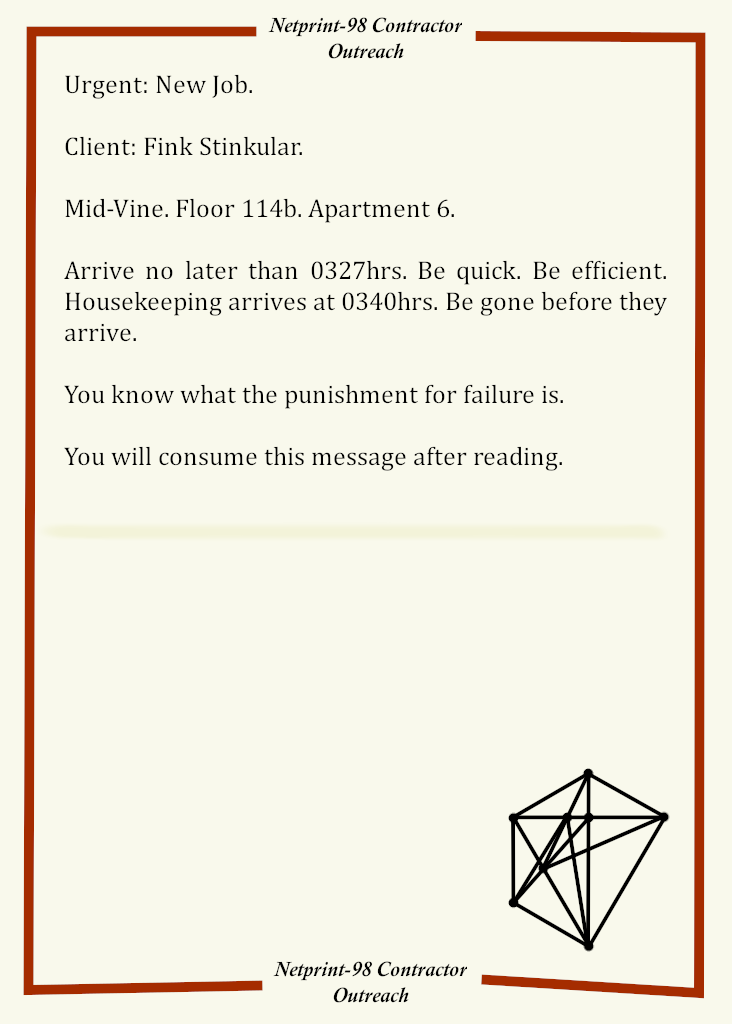 Netprint-98 Contractor
Outreach
Urgent: New Job.
Client: Fink Stinkular.
Mid-Vine. Floor 114b. Apartment 6.
Arrive no later than 0327hrs. Be quick. Be efficient.
Housekeeping arrives at 0340hrs. Be gone before they
arrive.
You know what the punishment for failure is.
You will consume this message after reading.
Netprint-98 Contractor
Outreach